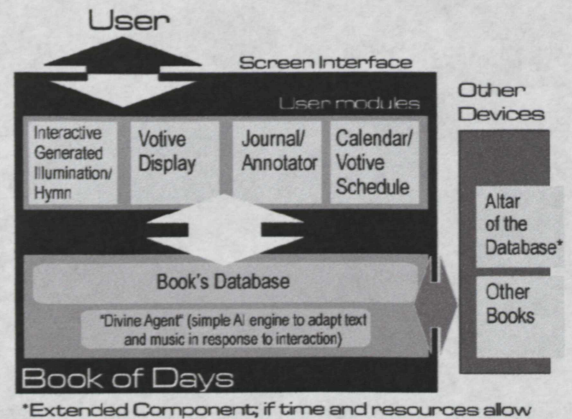 User
Screen Interface
User modules
Interactive
Generated
Illumination/
Hymn
Votive
Display
Journal/
Annotator
Calendar/
Votive
Schedule
Book's Database
"Divine Agent" (simple AI engine to adapt text
and music in response to interaction)
Book of Days
Other
Devices
Altar
of the
Database*
Other
Books
*Extended Component; if time and resources allow